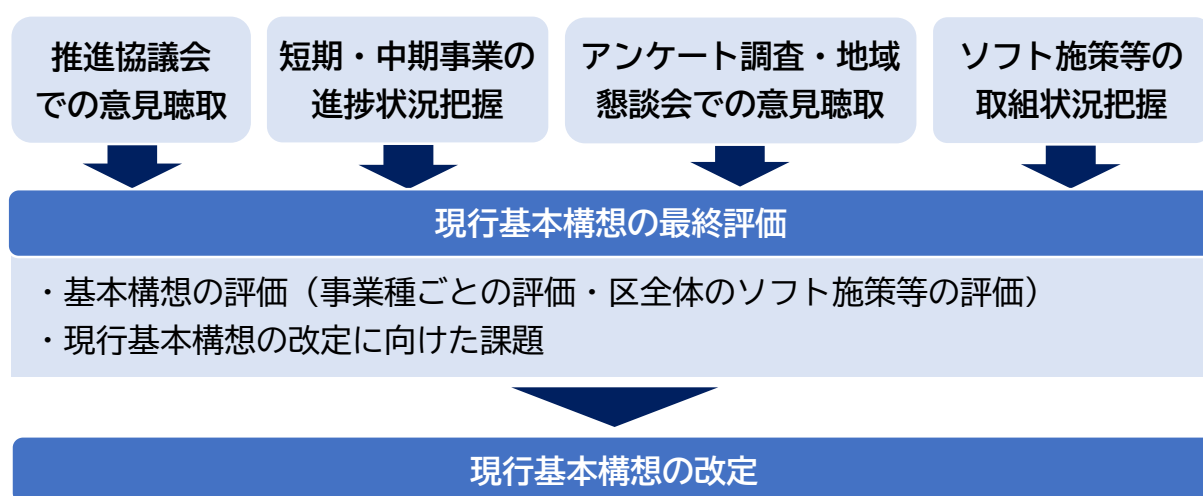 推進協議会
での意見聴取
短期・中期事業の
進捗状況把握
アンケート調査・地域
懇談会での意見聴取
ソフト施策等の
取組状況把握
現行基本構想の最終評価
・基本構想の評価（事業種ごとの評価・区全体のソフト施策等の評価）
・現行基本構想の改定に向けた課題
現行基本構想の改定